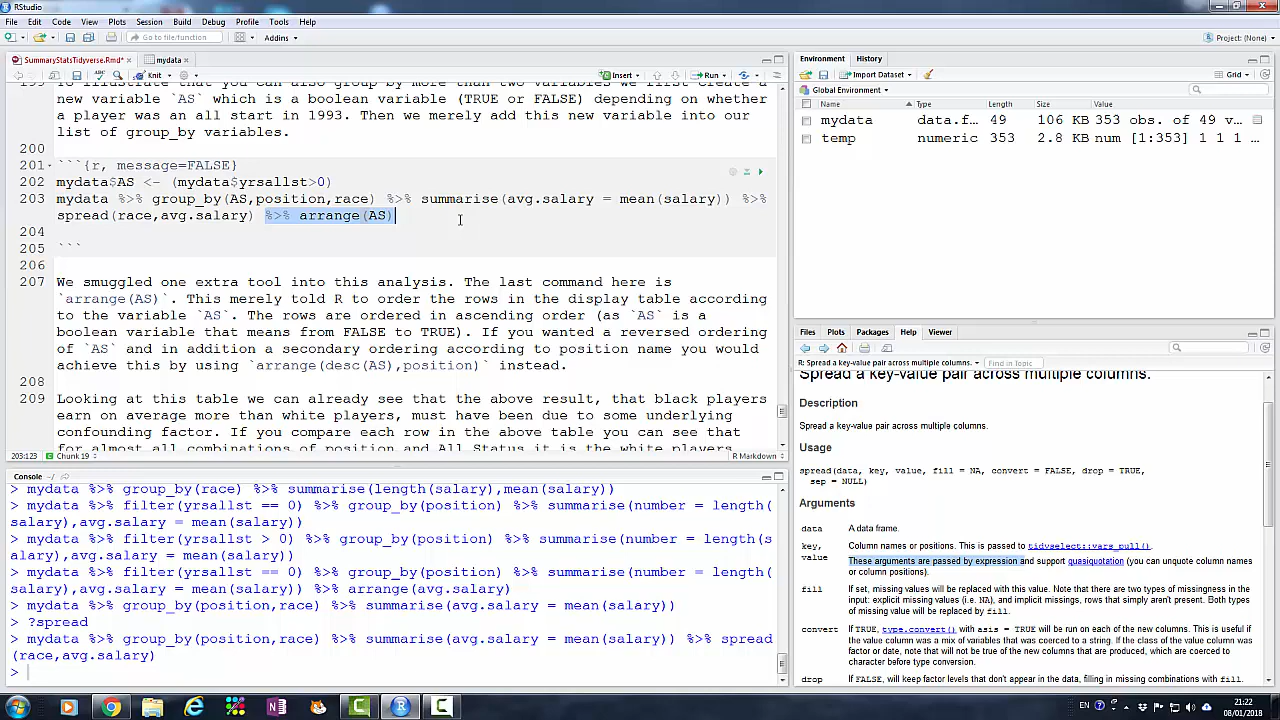 RStudio
File Edit Code View Plots Session Build Debug Profile Tools Help
Go to file/function Addins Project: (None)
SummaryStatsTidyverse.Rmd* mydata
Knit Insert Run
new variable `AS` which is a boolean variable (TRUE or FALSE) depending on whether
a player was an all start in 1993. Then we merely add this new variable into our
list of group_by variables.
200
201 ```{r, message=FALSE}
202 mydata$AS <- (mydata$yrsallst>0)
203 mydata %>% group_by(AS,position,race) %>% summarise(avg.salary = mean(salary)) %>%
spread(race,avg.salary) %>% arrange(AS)
204
205 ```
206
207 We smuggled one extra tool into this analysis. The last command here is
`arrange(AS)`. This merely told R to order the rows in the display table according
to the variable `AS`. The rows are ordered in ascending order (as `AS` is a
boolean variable that means from FALSE to TRUE). If you wanted a reversed ordering
of `AS` and in addition a secondary ordering according to position name you would
achieve this by using `arrange(desc(AS),position)` instead.
208
209 Looking at this table we can already see that the above result, that black players
earn on average more than white players, must have been due to some underlying
confounding factor. If you compare each row in the above table you can see that
for almost all combinations of position and All Status it is the white players
203:123 Chunk 19 R Markdown
Console ~/
> mydata %>% group_by(race) %>% summarise(length(salary),mean(salary))
> mydata %>% filter(yrsallst == 0) %>% group_by(position) %>% summarise(number = length(
salary),avg.salary = mean(salary))
> mydata %>% filter(yrsallst > 0) %>% group_by(position) %>% summarise(number = length(s
alary),avg.salary = mean(salary))
> mydata %>% filter(yrsallst == 0) %>% group_by(position) %>% summarise(number = length(
salary),avg.salary = mean(salary)) %>% arrange(avg.salary)
> mydata %>% group_by(position,race) %>% summarise(avg.salary = mean(salary))
> ?spread
> mydata %>% group_by(position,race) %>% summarise(avg.salary = mean(salary)) %>% spread
(race,avg.salary)
>
Environment History
Import Dataset Grid
Global Environment
Name Type Length Size Value
mydata data.f… 49 106 KB 353 obs. of 49 v…
temp numeric 353 2.8 KB num [1:353] 1 1 1 …
Files Plots Packages Help Viewer
R: Spread a key-value pair across multiple columns. Find in Topic
Spread a key-value pair across multiple columns.
Description
Spread a key-value pair across multiple columns.
Usage
spread(data, key, value, fill = NA, convert = FALSE, drop = TRUE,
sep = NULL)
Arguments
data A data frame.
key, value Column names or positions. This is passed to tidyselect::vars_pull().
These arguments are passed by expression and support quasiquotation (you can unquote column names
or column positions).
fill If set, missing values will be replaced with this value. Note that there are two types of missingness in the
input: explicit missing values (i.e. NA), and implicit missings, rows that simply aren't present. Both types
of missing value will be replaced by fill.
convert If TRUE, type.convert() with asis = TRUE will be run on each of the new columns. This is useful if
the value column was a mix of variables that was coerced to a string. If the class of the value column was
factor or date, note that will not be true of the new columns that are produced, which are coerced to
character before type conversion.
drop If FALSE, will keep factor levels that don't appear in the data, filling in missing combinations with fill.
EN 21:22
08/01/2018